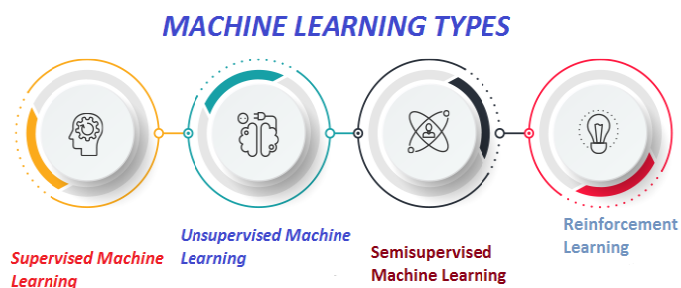 MACHINE LEARNING TYPES
Supervised Machine
Learning
Unsupervised Machine
Learning
Semisupervised
Machine Learning
Reinforcement
Learning